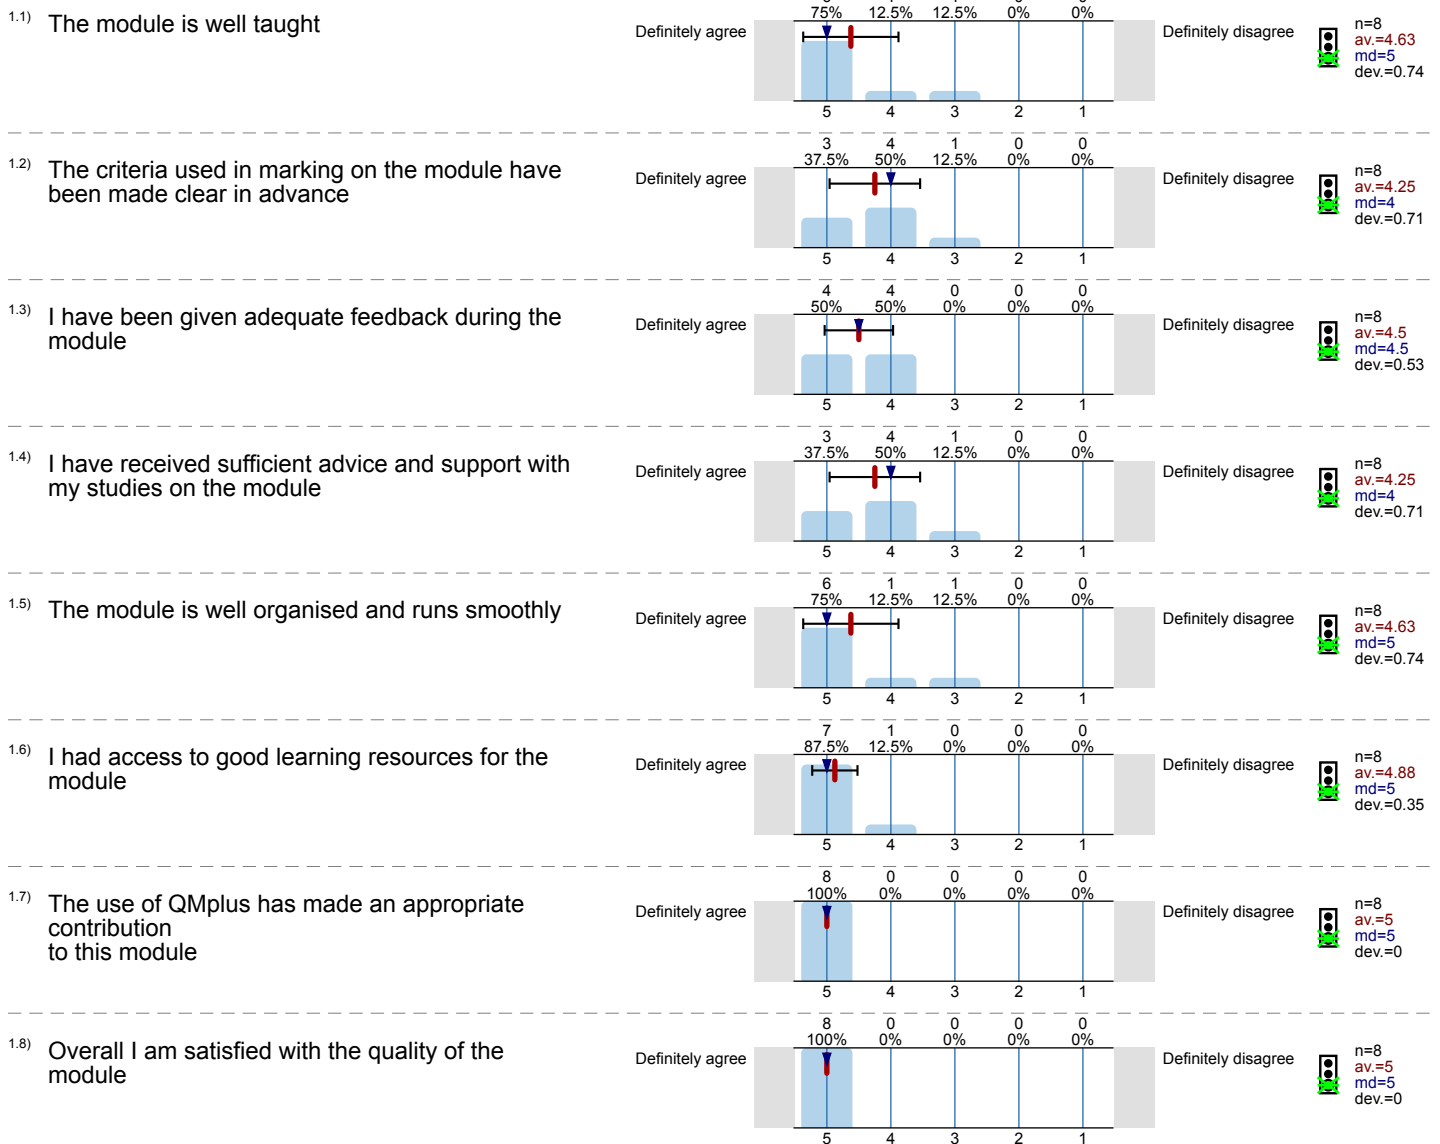 75% 12.5% 12.5% 0% 0%
1.1) The module is well taught
Definitely agree
Definitely disagree
n=8
av.=4.63
md=5
dev.=0.74
5 4 3 2 1
3 4 1 0 0
37.5% 50% 12.5% 0% 0%
1.2) The criteria used in marking on the module have
been made clear in advance
Definitely agree
Definitely disagree
n=8
av.=4.25
md=4
dev.=0.71
5 4 3 2 1
4 4 0 0 0
50% 50% 0% 0% 0%
1.3) I have been given adequate feedback during the
module
Definitely agree
Definitely disagree
n=8
av.=4.5
md=4.5
dev.=0.53
5 4 3 2 1
3 4 1 0 0
37.5% 50% 12.5% 0% 0%
1.4) I have received sufficient advice and support with
my studies on the module
Definitely agree
Definitely disagree
n=8
av.=4.25
md=4
dev.=0.71
5 4 3 2 1
6 1 1 0 0
75% 12.5% 12.5% 0% 0%
1.5) The module is well organised and runs smoothly
Definitely agree
Definitely disagree
n=8
av.=4.63
md=5
dev.=0.74
5 4 3 2 1
7 1 0 0 0
87.5% 12.5% 0% 0% 0%
1.6) I had access to good learning resources for the
module
Definitely agree
Definitely disagree
n=8
av.=4.88
md=5
dev.=0.35
5 4 3 2 1
8 0 0 0 0
100% 0% 0% 0% 0%
1.7) The use of QMplus has made an appropriate
contribution
to this module
Definitely agree
Definitely disagree
n=8
av.=5
md=5
dev.=0
5 4 3 2 1
8 0 0 0 0
100% 0% 0% 0% 0%
1.8) Overall I am satisfied with the quality of the
module
Definitely agree
Definitely disagree
n=8
av.=5
md=5
dev.=0
5 4 3 2 1